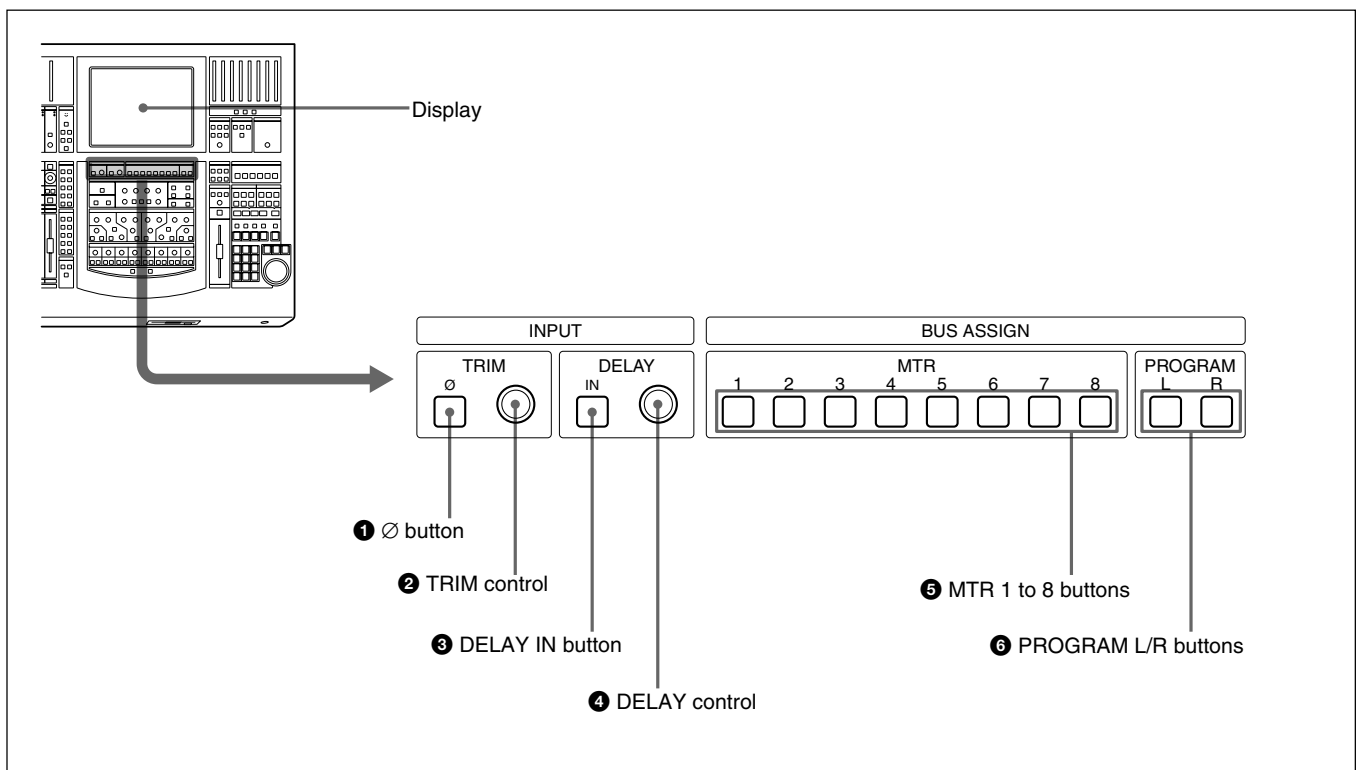 Display
INPUT
BUS ASSIGN
TRIM
DELAY
MTR
PROGRAM
Ø
IN
1 2 3 4 5 6 7 8
L R
❶ ∅ button
❷ TRIM control
❸ DELAY IN button
❹ DELAY control
❺ MTR 1 to 8 buttons
❻ PROGRAM L/R buttons